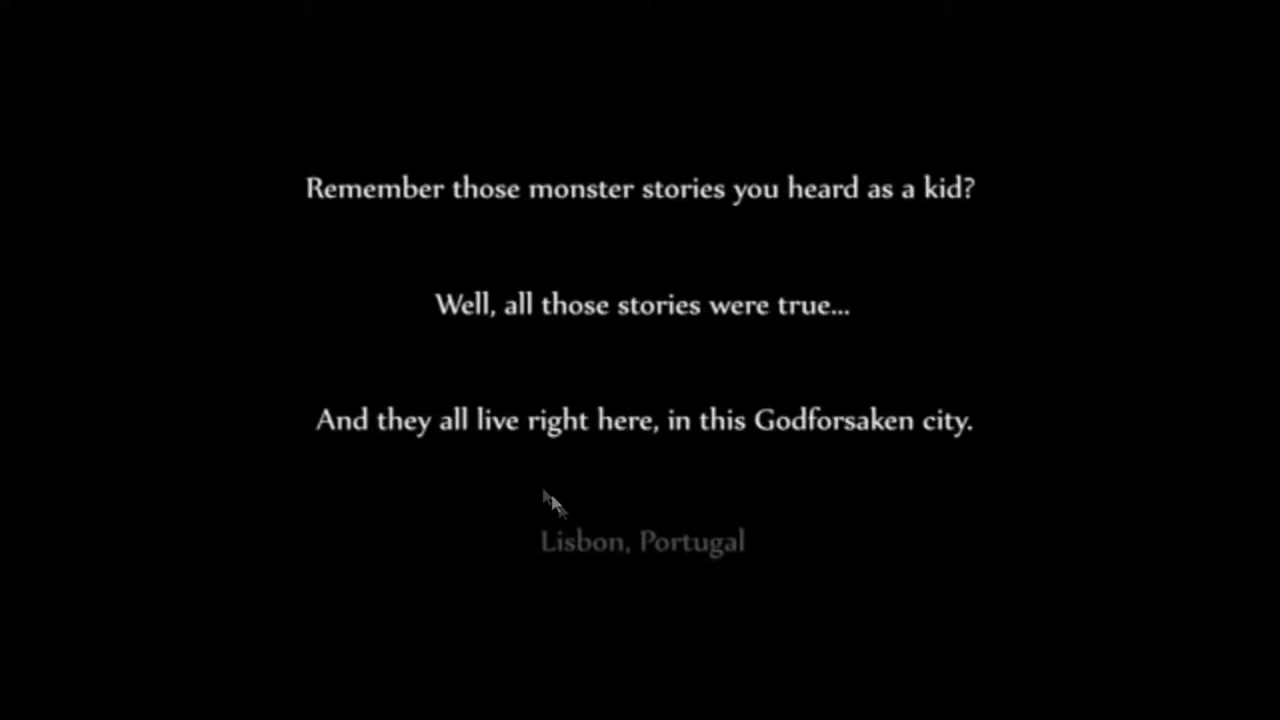 Remember those monster stories you heard as a kid?
Well, all those stories were true...
And they all live right here, in this Godforsaken city.
Lisbon, Portugal